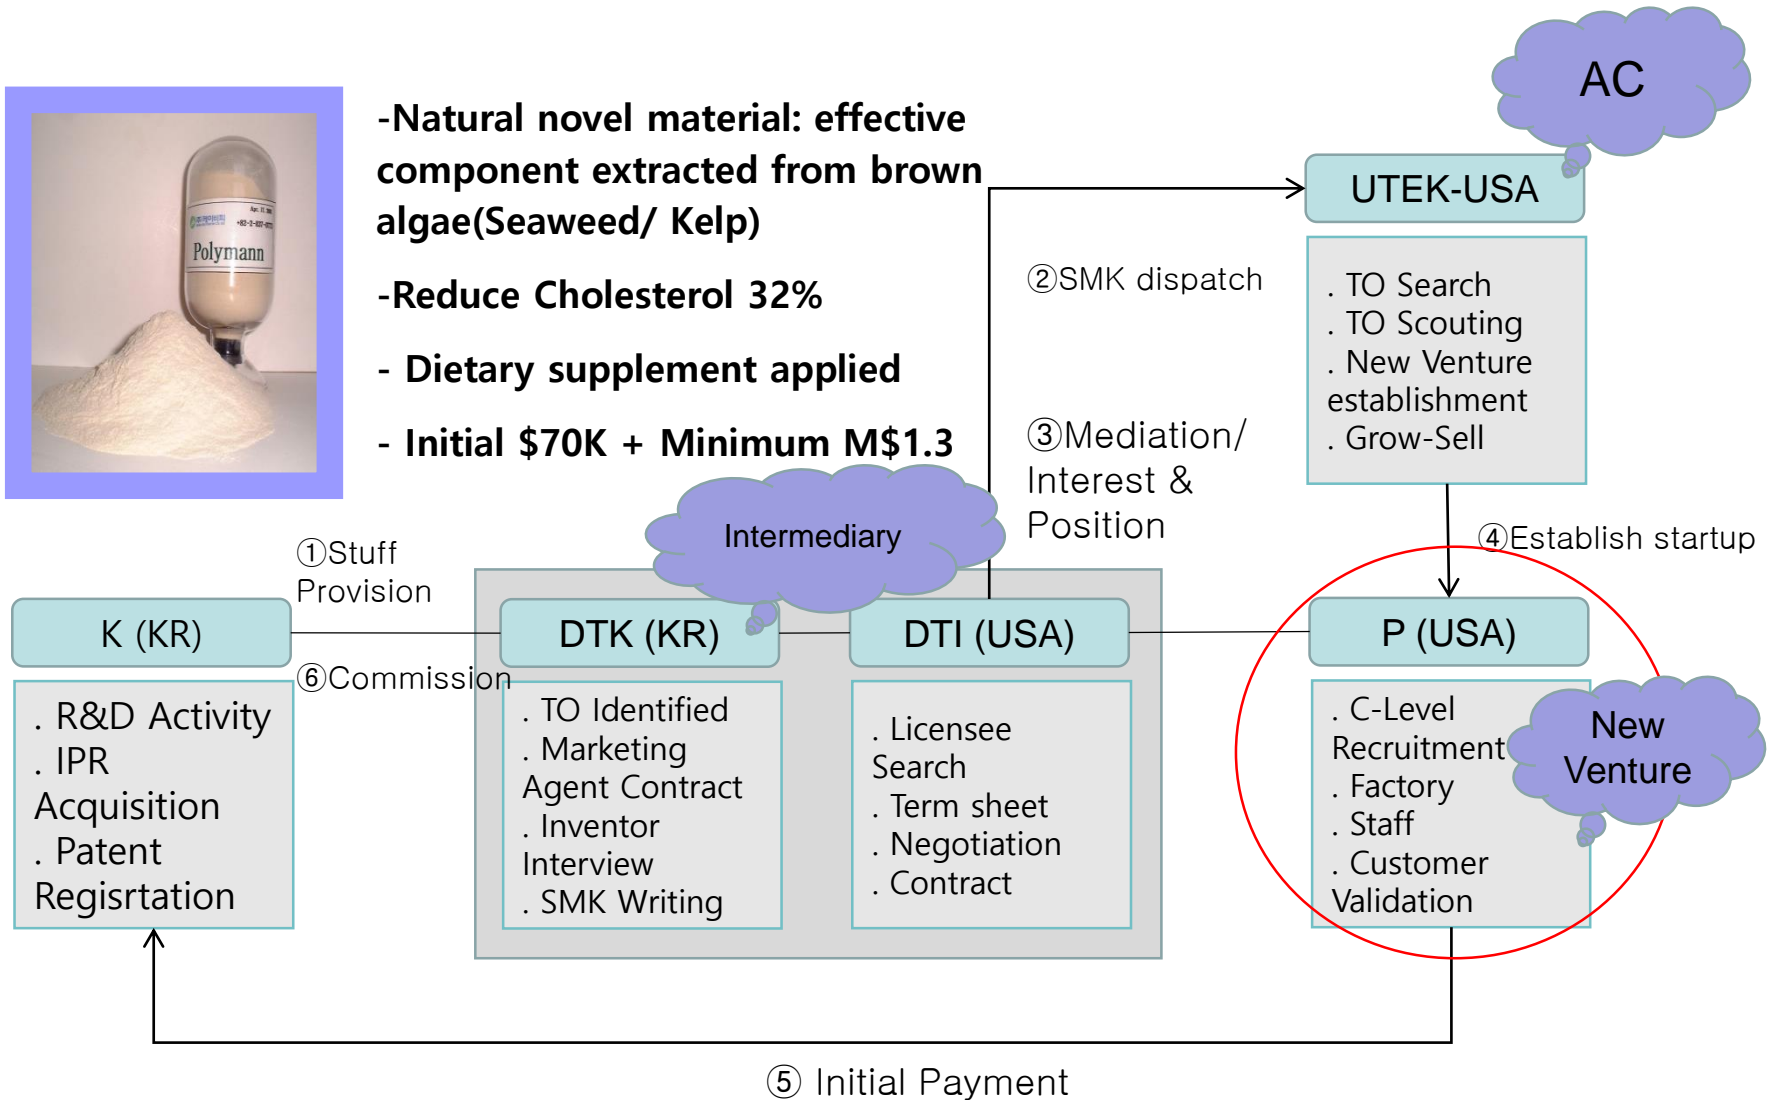 AC
-Natural novel material: effective
component extracted from brown
algae(Seaweed/ Kelp)
-Reduce Cholesterol 32%
- Dietary supplement applied
- Initial $70K + Minimum M$1.3
Polymann
UTEK-USA
. TO Search
. TO Scouting
. New Venture
establishment
. Grow-Sell
②SMK dispatch
③Mediation/
Interest &
Position
④Establish startup
Intermediary
①Stuff
Provision
K (KR)
DTK (KR)
DTI (USA)
P (USA)
⑥Commission
. R&D Activity
. IPR
Acquisition
. Patent
Regisrtation
. TO Identified
. Marketing
Agent Contract
. Inventor
Interview
. SMK Writing
. Licensee
Search
. Term sheet
. Negotiation
. Contract
. C-Level
Recruitment
. Factory
. Staff
. Customer
Validation
New
Venture
⑤ Initial Payment